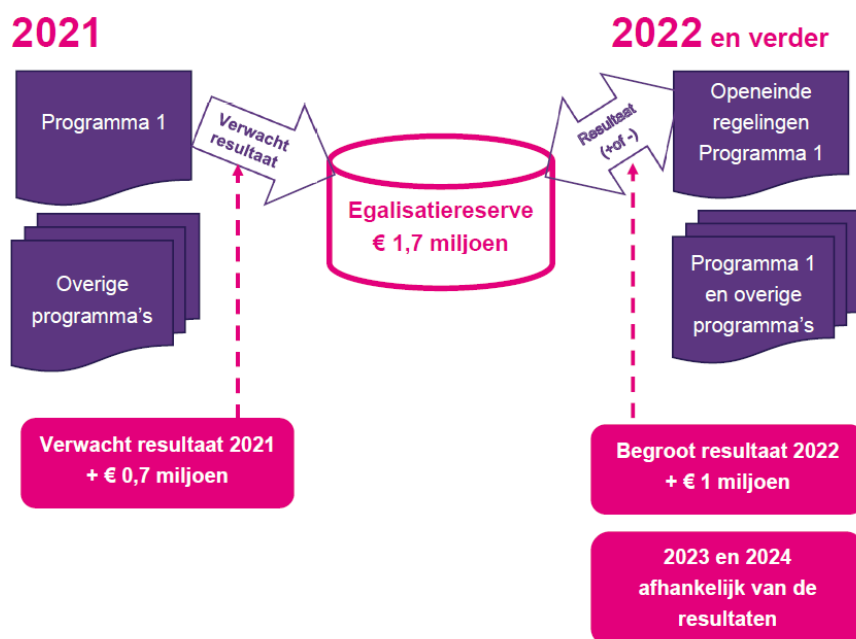 2021
2022 en verder
Programma 1
Verwacht
resultaat
Resultaat
(+of -)
Openeinde
regelingen
Programma 1
Egalisatiereserve
€ 1,7 miljoen
Overige
programma's
Programma 1
en overige
programma's
Verwacht resultaat 2021
+ € 0,7 miljoen
Begroot resultaat 2022
+ € 1 miljoen
2023 en 2024
afhankelijk van de
resultaten